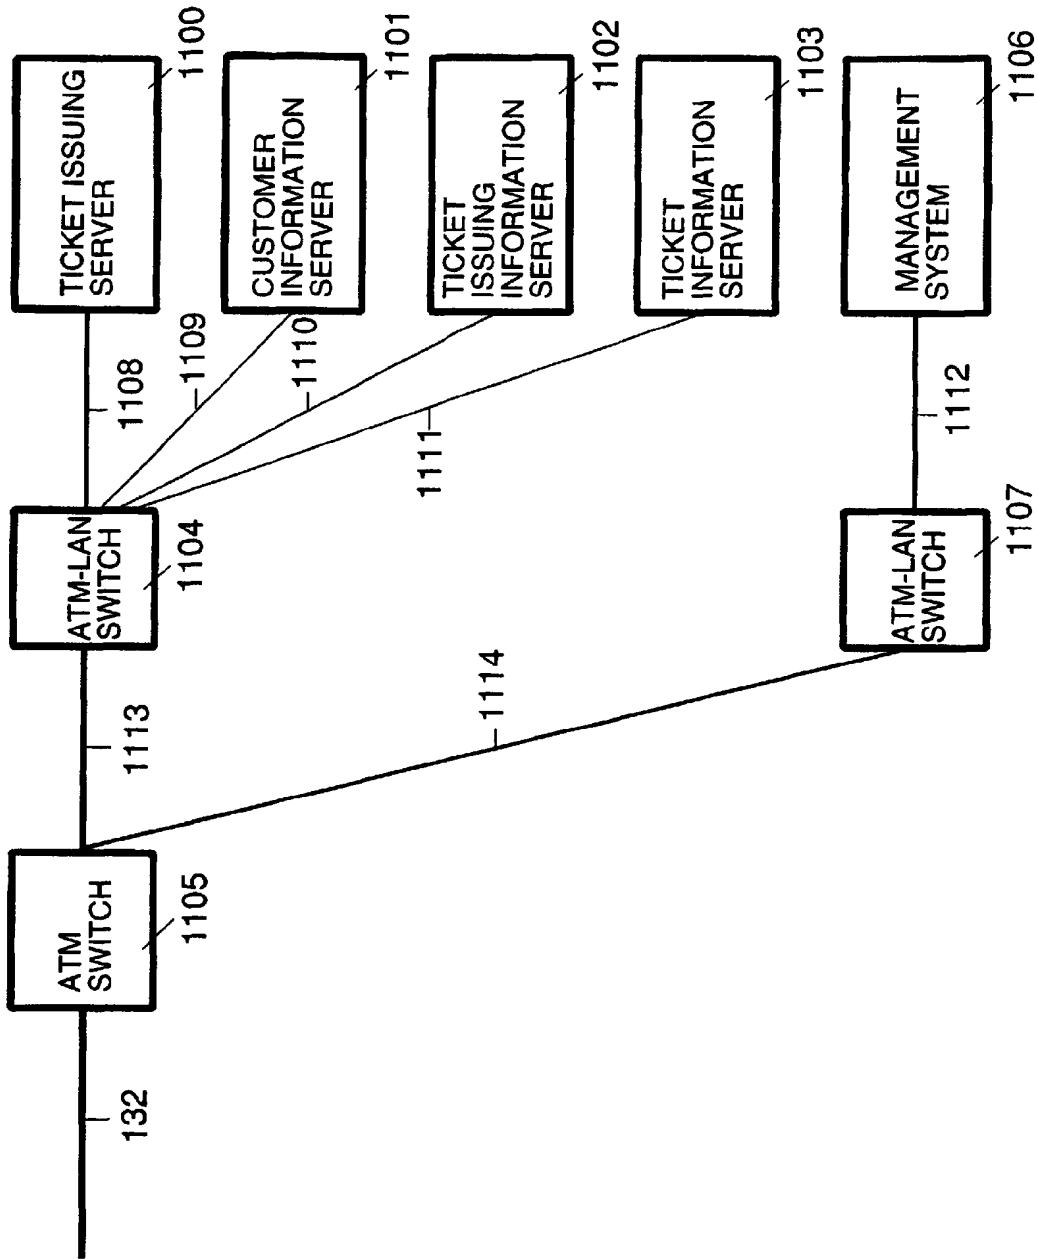 TICKET ISSUING
SERVER
1100
CUSTOMER
INFORMATION
SERVER
1101
TICKET
ISSUING
INFORMATION
SERVER
1102
TICKET
INFORMATION
SERVER
1103
MANAGEMENT
SYSTEM
1106
1108
1109
1110
1111
1112
ATM-LAN
SWITCH
1104
ATM-LAN
SWITCH
1107
1113
1114
ATM
SWITCH
1105
132